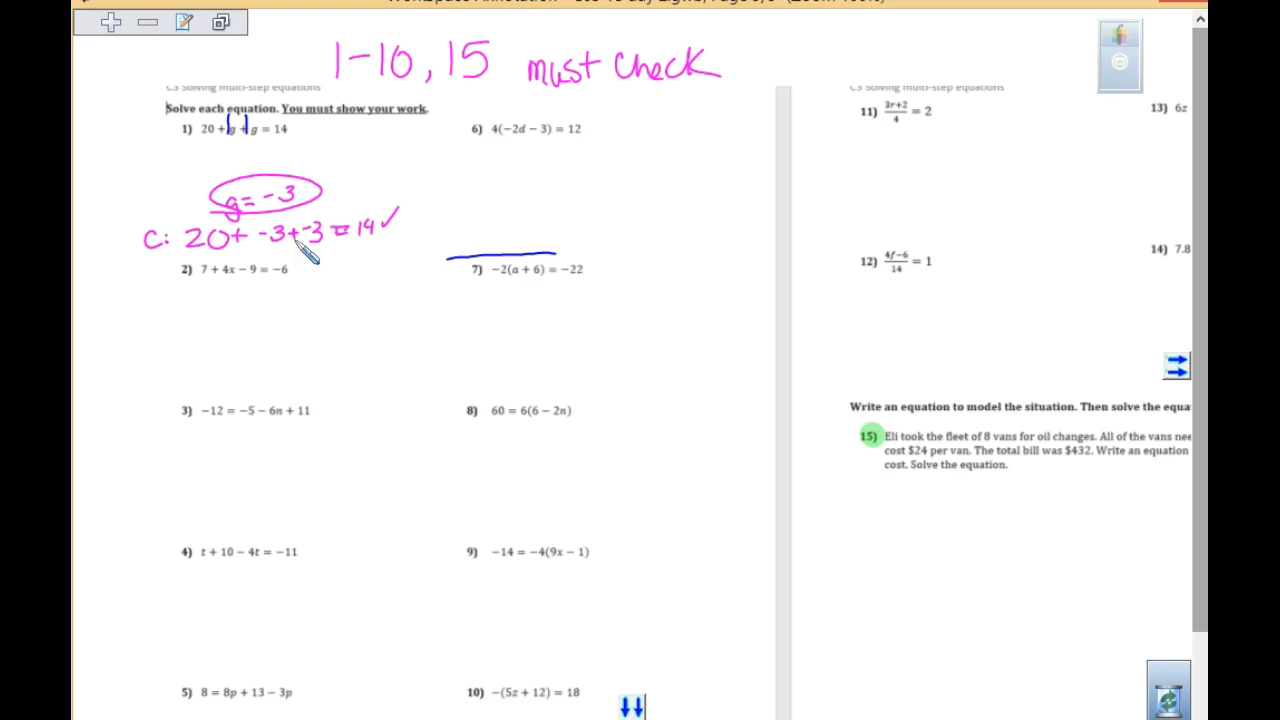 1-10, 15 must check
C3 Solving multi-step equations
Solve each equation. You must show your work.
1) 20 + g + g = 14
g = -3
C: 20 + -3 + -3 = 14 ✓
2) 7 + 4x − 9 = −6
3) −12 = −5 − 6n + 11
4) t + 10 − 4t = −11
5) 8 = 8p + 13 − 3p
6) 4(−2d − 3) = 12
7) −2(a + 6) = −22
8) 60 = 6(6 − 2n)
9) −14 = −4(9x − 1)
10) −(5z + 12) = 18
C3 Solving multi-step equations
11) 3r+2/4 = 2
12) 4f−6/14 = 1
13) 6z
14) 7.8
Write an equation to model the situation. Then solve the equa
15) Eli took the fleet of 8 vans for oil changes. All of the vans nee
cost $24 per van. The total bill was $432. Write an equation
cost. Solve the equation.